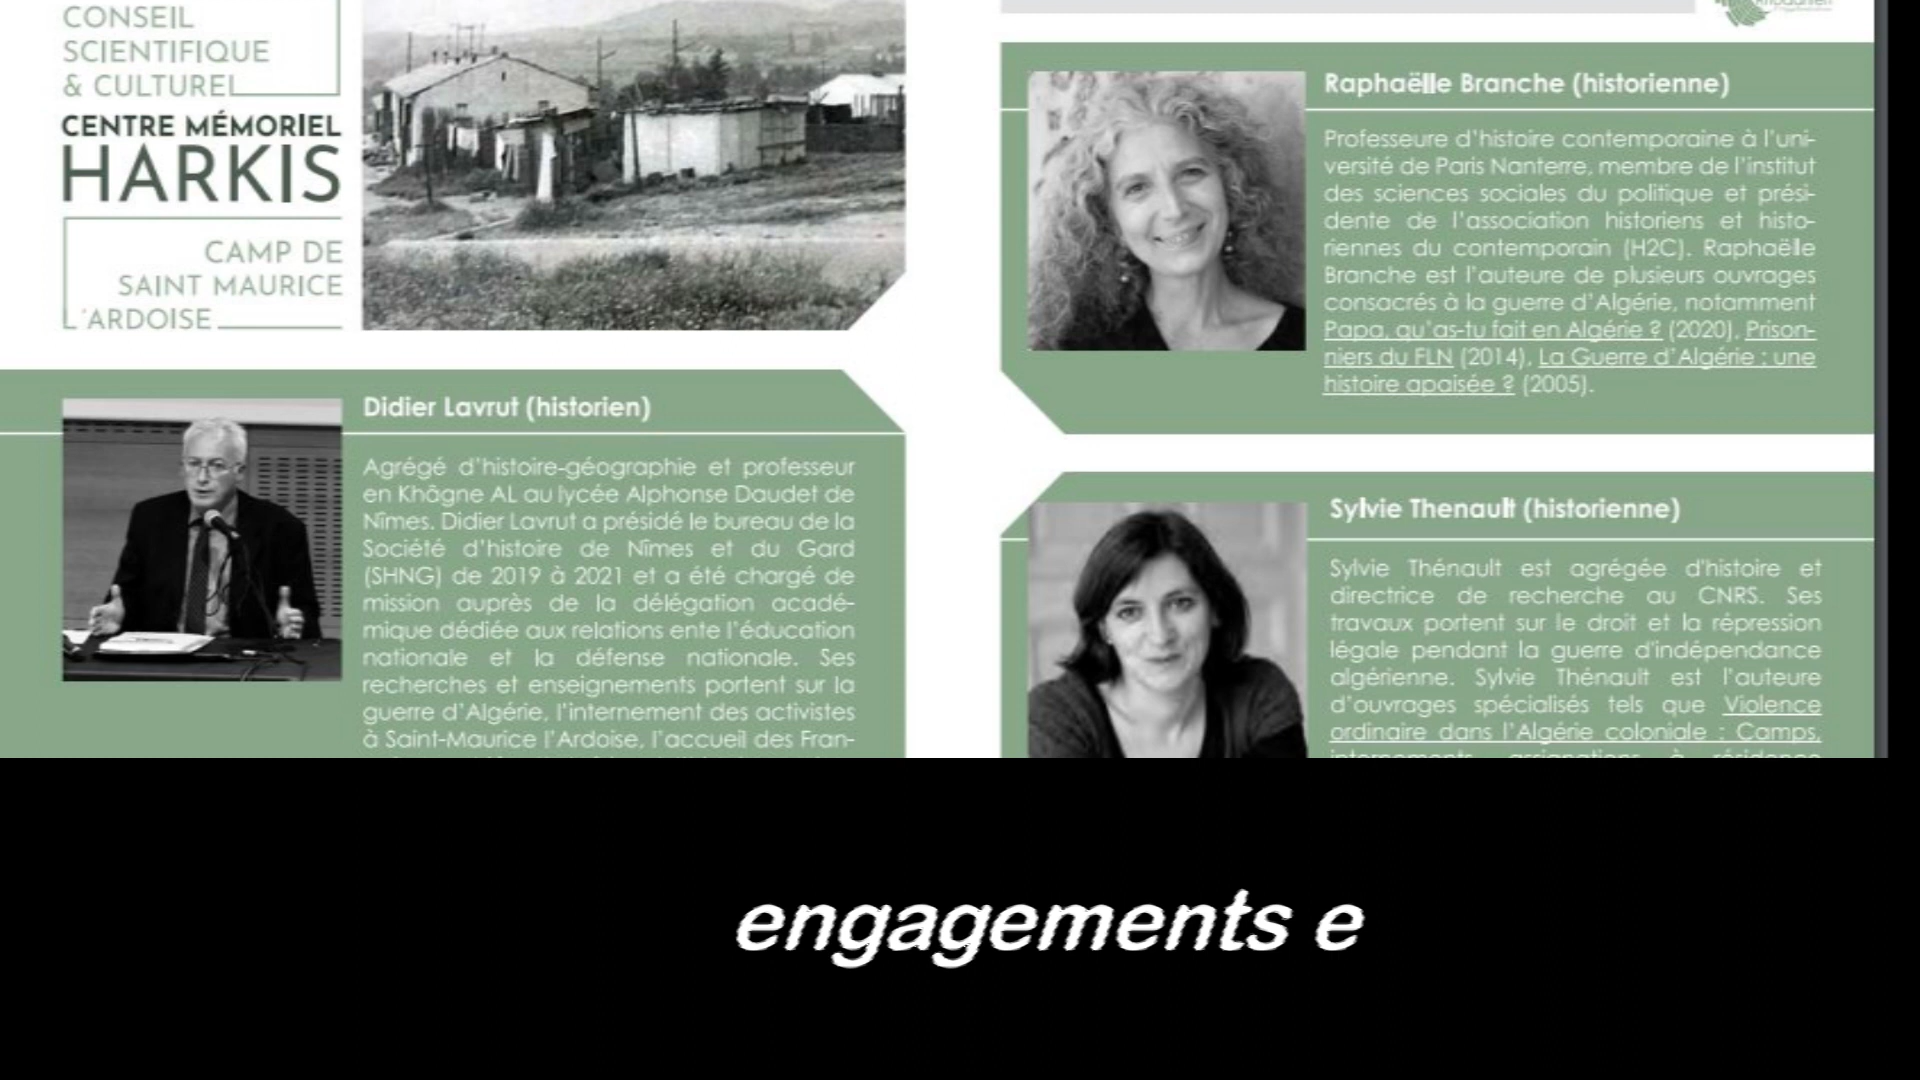 CONSEIL
SCIENTIFIQUE
& CULTUREL
CENTRE MÉMORIEL
HARKIS
CAMP DE
SAINT MAURICE
L'ARDOISE
Didier Lavrut (historien)
Agrégé d'histoire-géographie et professeur
en Khâgne AL au lycée Alphonse Daudet de
Nîmes. Didier Lavrut a présidé le bureau de la
Société d'histoire de Nîmes et du Gard
(SHNG) de 2019 à 2021 et a été chargé de
mission auprès de la délégation acadé-
mique dédiée aux relations ente l'éducation
nationale et la défense nationale. Ses
recherches et enseignements portent sur la
guerre d'Algérie, l'internement des activistes
à Saint-Maurice l'Ardoise, l'accueil des Fran-
Raphaëlle Branche (historienne)
Professeure d'histoire contemporaine à l'uni-
versité de Paris Nanterre, membre de l'institut
des sciences sociales du politique et prési-
dente de l'association historiens et histo-
riennes du contemporain (H2C). Raphaëlle
Branche est l'auteure de plusieurs ouvrages
consacrés à la guerre d'Algérie, notamment
Papa, qu'as-tu fait en Algérie ? (2020), Prison-
niers du FLN (2014), La Guerre d'Algérie : une
histoire apaisée ? (2005).
Sylvie Thenault (historienne)
Sylvie Thénault est agrégée d'histoire et
directrice de recherche au CNRS. Ses
travaux portent sur le droit et la répression
légale pendant la guerre d'indépendance
algérienne. Sylvie Thénault est l'auteure
d'ouvrages spécialisés tels que Violence
ordinaire dans l'Algérie coloniale : Camps,
internements, assignations à résidence
engagements e